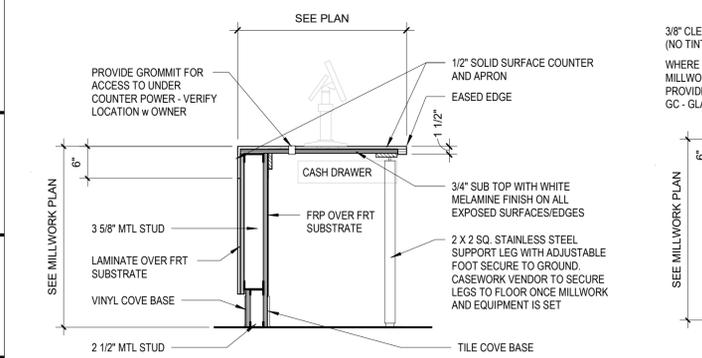 SEE PLAN
PROVIDE GROMMIT FOR
ACCESS TO UNDER
COUNTER POWER - VERIFY
LOCATION w OWNER
1/2" SOLID SURFACE COUNTER
AND APRON
EASED EDGE
1 1/2"
6"
SEE MILLWORK PLAN
CASH DRAWER
3/4" SUB TOP WITH WHITE
MELAMINE FINISH ON ALL
EXPOSED SURFACES/EDGES
FRP OVER FRT
SUBSTRATE
3 5/8" MTL STUD
LAMINATE OVER FRT
SUBSTRATE
2 X 2 SQ. STAINLESS STEEL
SUPPORT LEG WITH ADJUSTABLE
FOOT SECURE TO GROUND.
CASEWORK VENDOR TO SECURE
LEGS TO FLOOR ONCE MILLWORK
AND EQUIPMENT IS SET
VINYL COVE BASE
2 1/2" MTL STUD
TILE COVE BASE
3/8" CLE
(NO TIN
WHERE
MILLWO
PROVID
GC - GL
6"
SEE MILLWORK PLAN